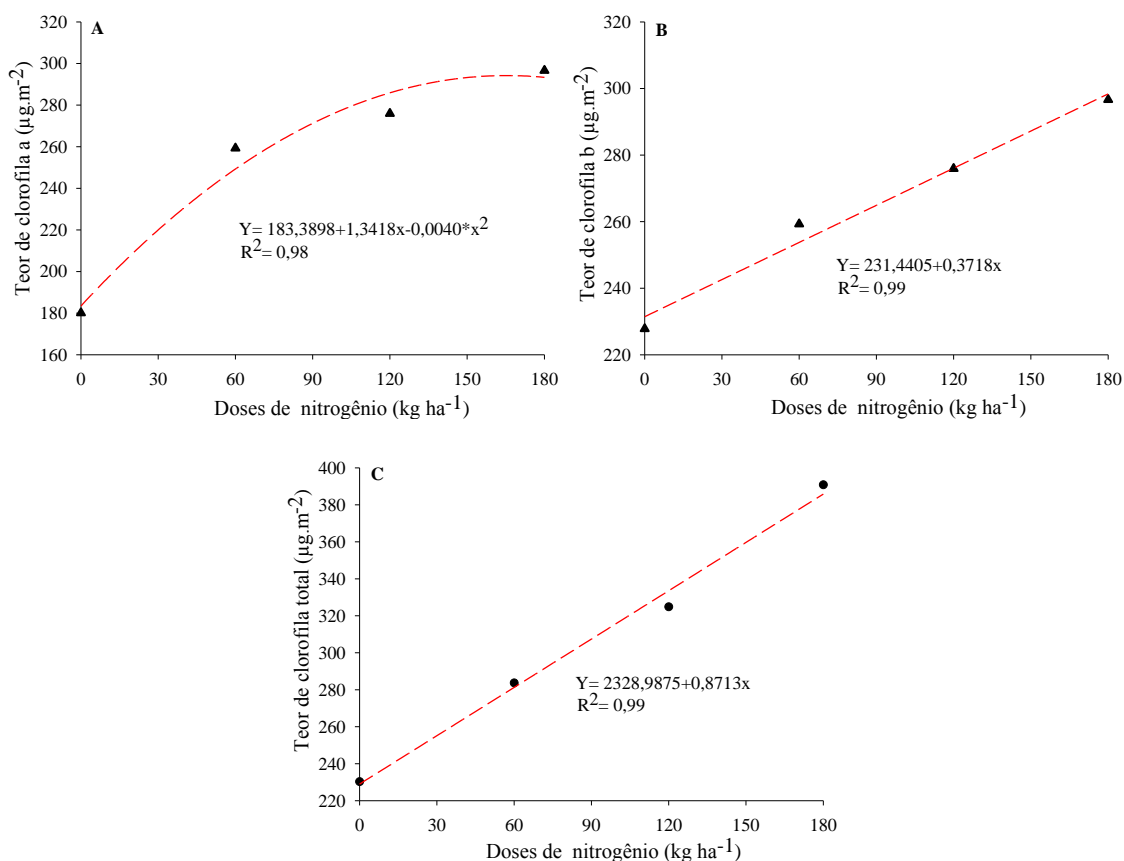 A
Teor de clorofila a (µg.m-2)
320
300
280
260
240
220
200
180
160
Y= 183,3898+1,3418x-0,0040*x2
R2= 0,98
0 30 60 90 120 150 180
Doses de nitrogênio (kg ha-1)
B
Teor de clorofila b (µg.m-2)
320
300
280
260
240
220
Y= 231,4405+0,3718x
R2= 0,99
0 30 60 90 120 150 180
Doses de nitrogênio (kg ha-1)
C
Teor de clorofila total (µg.m-2)
400
380
360
340
320
300
280
260
240
220
Y= 2328,9875+0,8713x
R2= 0,99
0 30 60 90 120 150 180
Doses de nitrogênio (kg ha-1)